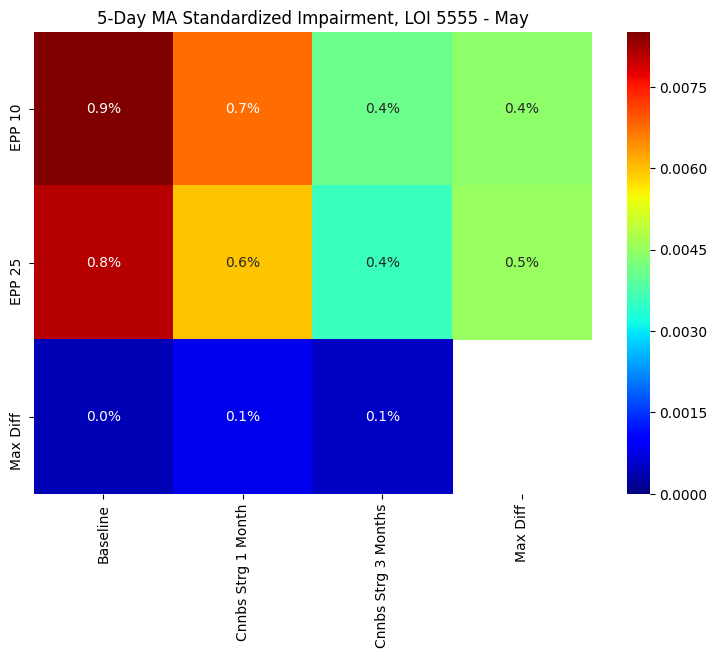 5-Day MA Standardized Impairment, LOI 5555 - May
EPP 10
0.9%
0.7%
0.4%
0.4%
EPP 25
0.8%
0.6%
0.4%
0.5%
Max Diff
0.0%
0.1%
0.1%
Baseline
Cnnbs Strg 1 Month
Cnnbs Strg 3 Months
Max Diff
0.0075
0.0060
0.0045
0.0030
0.0015
0.0000